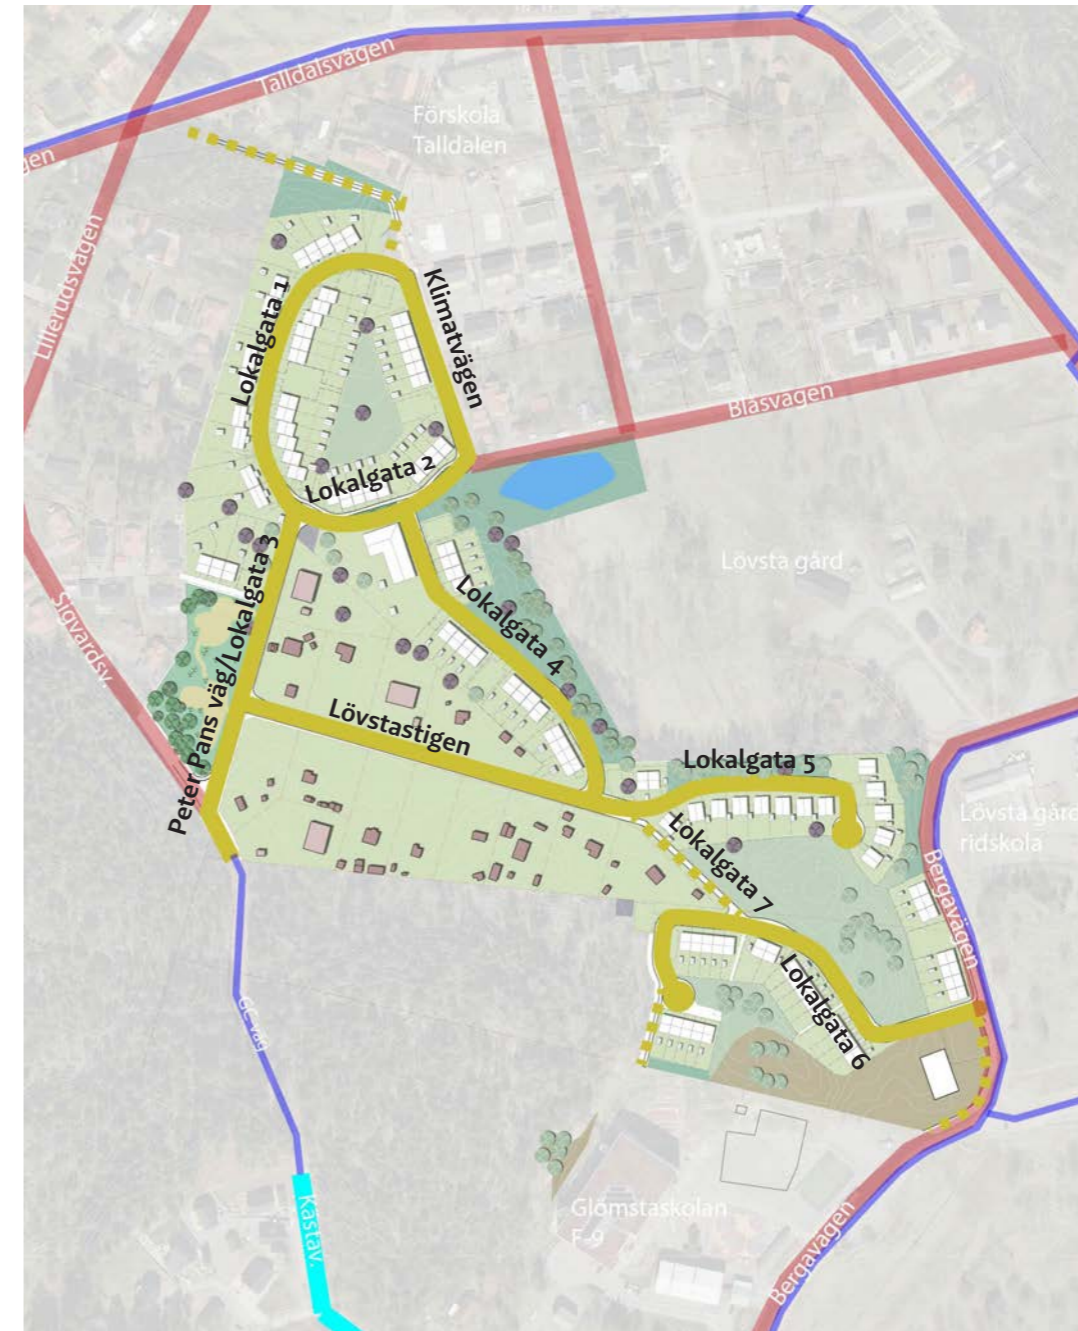 Talldalsvägen
gen
Förskola
Talldalen
Lillerudsvägen
Klimatvägen
Lokalgata 1
Blåsvägen
Lokalgata 2
Lövsta gård
Peter Pans väg/Lokalgata 3
Lokalgata 4
Sigvardsv.
Lövstastigen
Lokalgata 5
Lövsta gård
ridskola
Lokalgata 7
Bergavägen
Lokalgata 6
GC-väg
Kästav.
Glömstaskolan
F-9
Bergavägen